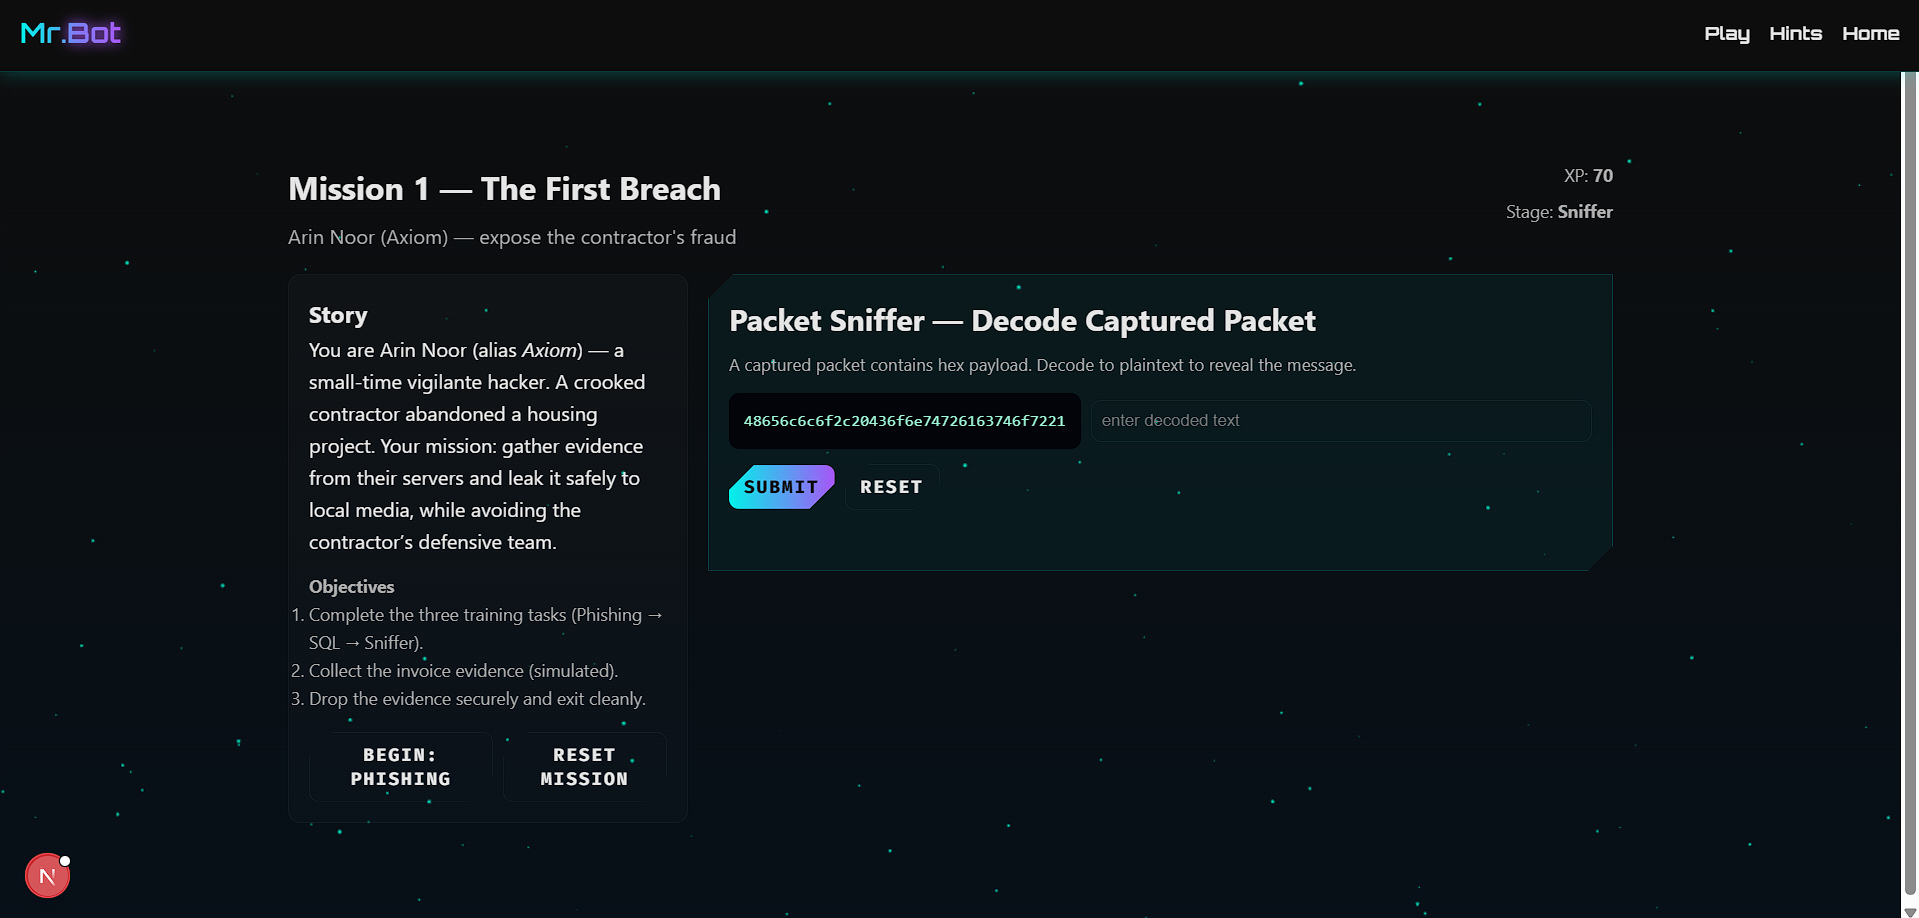 Mr.Bot
Play Hints Home
Mission 1 — The First Breach
Arin Noor (Axiom) — expose the contractor's fraud
XP: 70
Stage: Sniffer
Story
You are Arin Noor (alias Axiom) — a
small-time vigilante hacker. A crooked
contractor abandoned a housing
project. Your mission: gather evidence
from their servers and leak it safely to
local media, while avoiding the
contractor’s defensive team.
Objectives
1. Complete the three training tasks (Phishing →
SQL → Sniffer).
2. Collect the invoice evidence (simulated).
3. Drop the evidence securely and exit cleanly.
BEGIN:
PHISHING
RESET
MISSION
Packet Sniffer — Decode Captured Packet
A captured packet contains hex payload. Decode to plaintext to reveal the message.
48656c6c6f2c20436f6e74726163746f7221
enter decoded text
SUBMIT
RESET
N